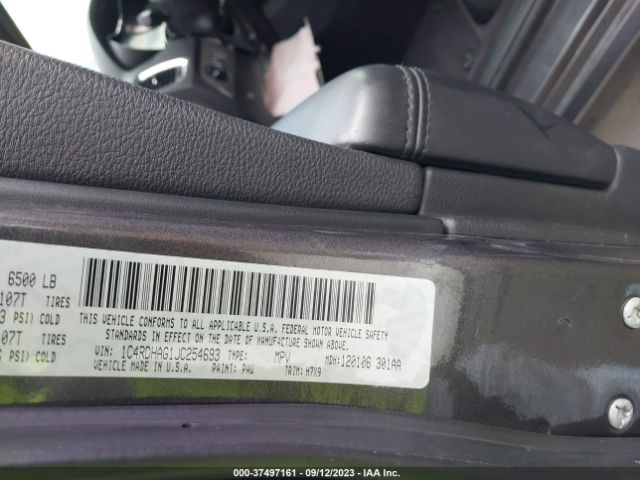 6500 LB
107T TIRES
3 PSI) COLD
07T TIRES
PSI) COLD
THIS VEHICLE CONFORMS TO ALL APPLICABLE U.S.A. FEDERAL MOTOR VEHICLE SAFETY
STANDARDS IN EFFECT ON THE DATE OF MANUFACTURE SHOWN ABOVE.
VIN: 1C4RDHAG1JC254693 TYPE: MPV MDH: 120106 301AA
VEHICLE MADE IN U.S.A. PAINT: PAU TRIM: H7X9
000-37497161 - 09/12/2023 - IAA Inc.